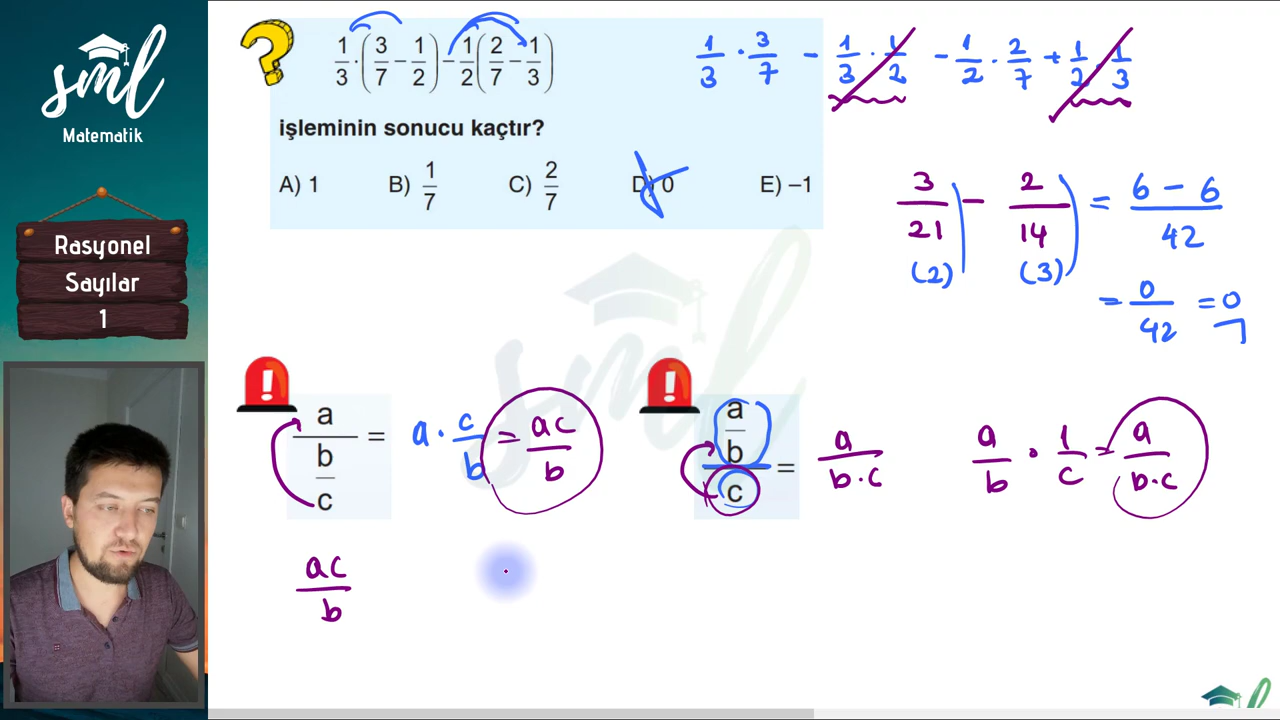 sml
Matematik
Rasyonel
Sayılar
1
1/3 · (3/7 − 1/2) − 1/2 (2/7 − 1/3)
işleminin sonucu kaçtır?
A) 1 B) 1/7 C) 2/7 D) 0 E) −1
1/3 · 3/7 − 1/3 · 1/2 − 1/2 · 2/7 + 1/2 · 1/3
3/21 − 2/14 = 6 − 6/42
(2) (3)
= 0/42 = 0
a/(b/c) = a · c/b = ac/b
(a/b)/c = a/b·c a/b · 1/c = a/b·c
ac/b
sml